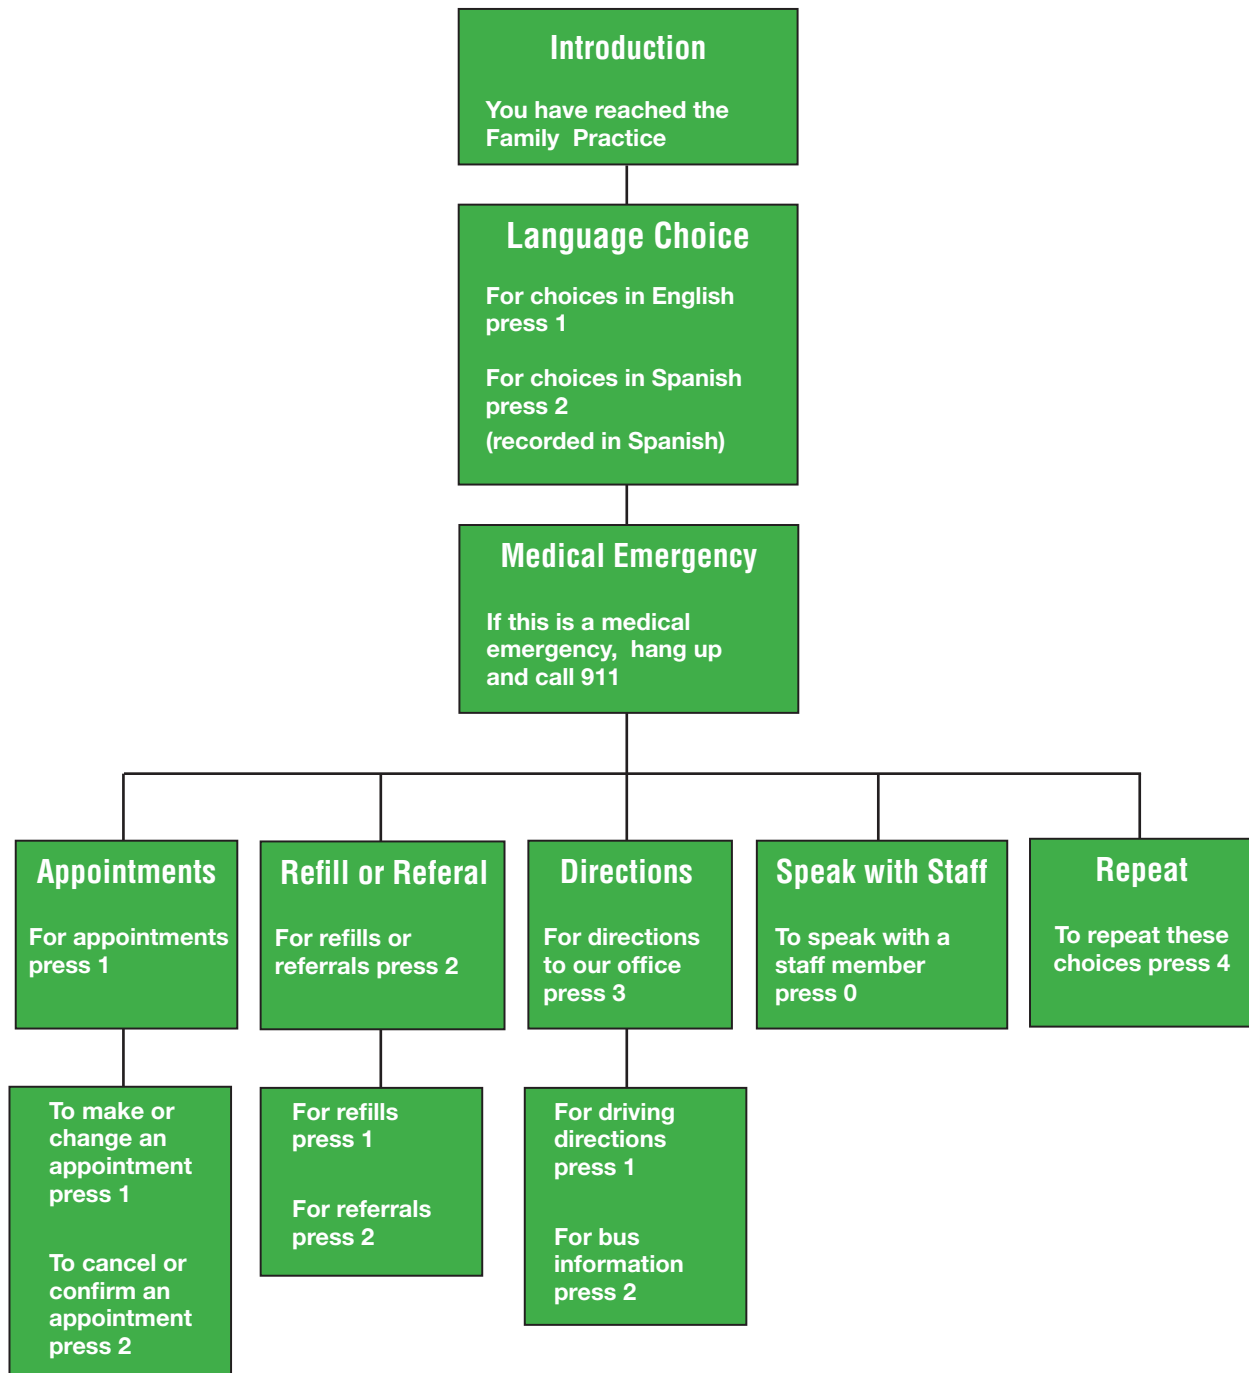 Introduction
You have reached the
Family Practice
Language Choice
For choices in English
press 1
For choices in Spanish
press 2
(recorded in Spanish)
Medical Emergency
If this is a medical
emergency, hang up
and call 911
Appointments
For appointments
press 1
Refill or Referal
For refills or
referrals press 2
Directions
For directions
to our office
press 3
Speak with Staff
To speak with a
staff member
press 0
Repeat
To repeat these
choices press 4
To make or
change an
appointment
press 1
To cancel or
confirm an
appointment
press 2
For refills
press 1
For referrals
press 2
For driving
directions
press 1
For bus
information
press 2